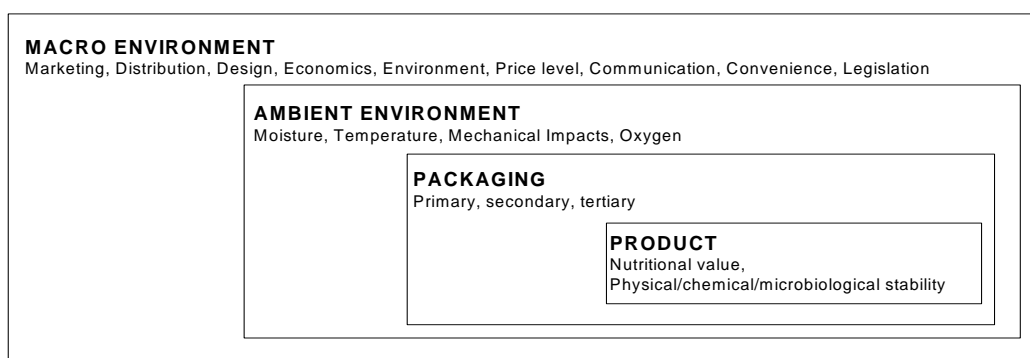 MACRO ENVIRONMENT
Marketing, Distribution, Design, Economics, Environment, Price level, Communication, Convenience, Legislation
AMBIENT ENVIRONMENT
Moisture, Temperature, Mechanical Impacts, Oxygen
PACKAGING
Primary, secondary, tertiary
PRODUCT
Nutritional value,
Physical/chemical/microbiological stability